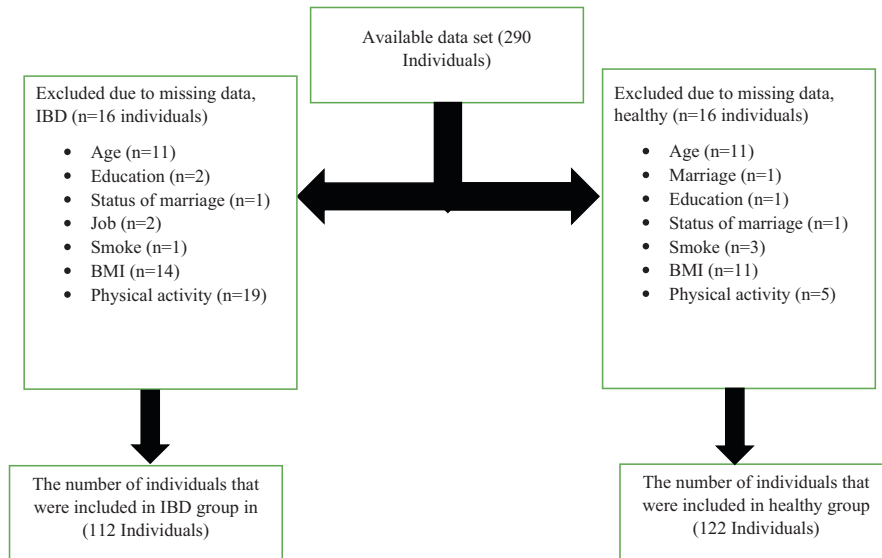 Available data set (290
Individuals)
Excluded due to missing data,
IBD (n=16 individuals)
• Age (n=11)
• Education (n=2)
• Status of marriage (n=1)
• Job (n=2)
• Smoke (n=1)
• BMI (n=14)
• Physical activity (n=19)
Excluded due to missing data,
healthy (n=16 individuals)
• Age (n=11)
• Marriage (n=1)
• Education (n=1)
• Status of marriage (n=1)
• Smoke (n=3)
• BMI (n=11)
• Physical activity (n=5)
The number of individuals that
were included in IBD group in
(112 Individuals)
The number of individuals that
were included in healthy group
(122 Individuals)